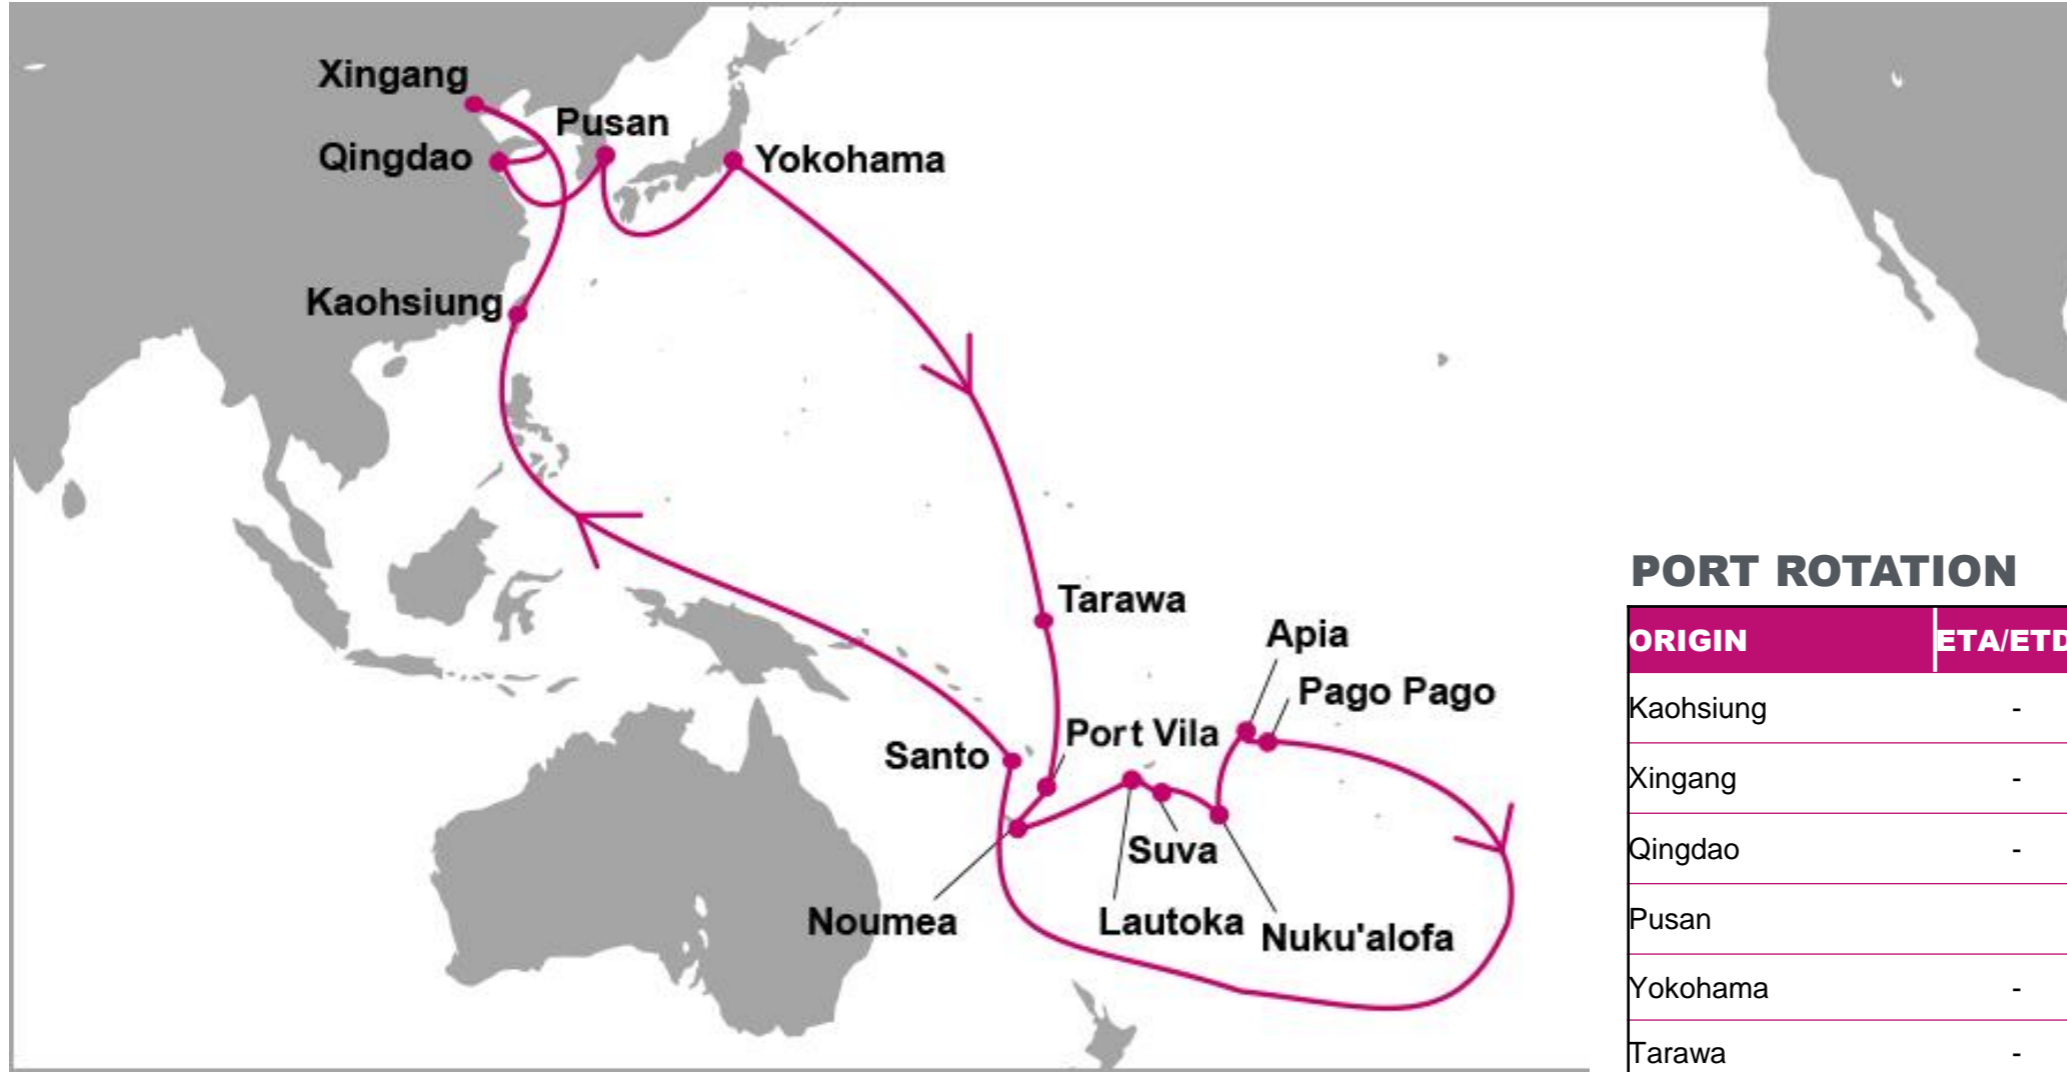 Xingang
Pusan
Qingdao
Yokohama
Kaohsiung
Tarawa
Apia
Pago Pago
Port Vila
Santo
Suva
Noumea
Lautoka
Nuku'alofa
PORT ROTATION
ORIGIN ETA/ETD
Kaohsiung -
Xingang -
Qingdao -
Pusan
Yokohama -
Tarawa -